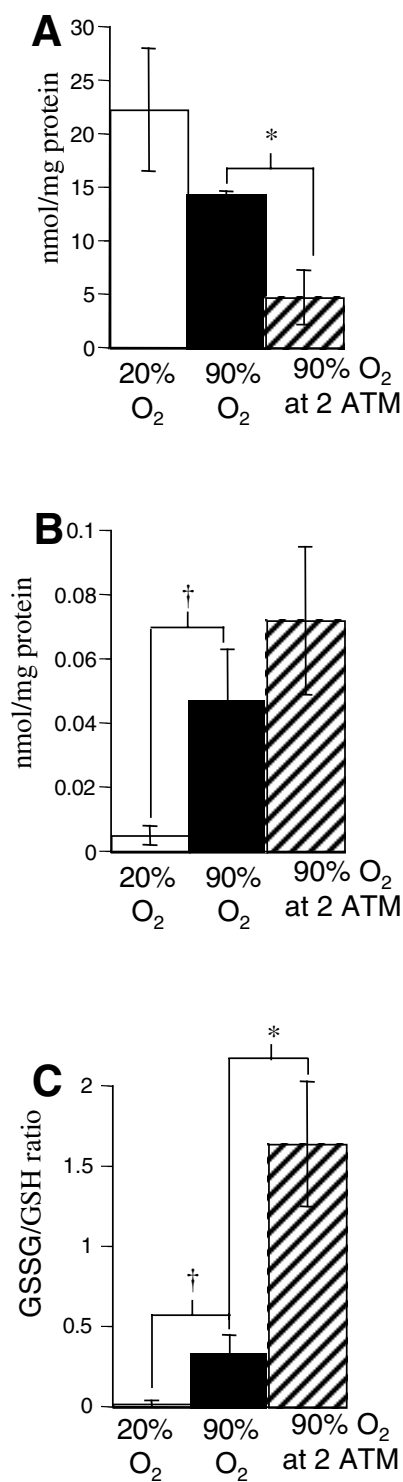 A
nmol/mg protein
30
25
20
15
10
5
0
*
20% O₂
90% O₂
90% O₂ at 2 ATM
B
nmol/mg protein
0.1
0.08
0.06
0.04
0.02
0
†
20% O₂
90% O₂
90% O₂ at 2 ATM
C
GSSG/GSH ratio
2
1.5
1
0.5
0
†
*
20% O₂
90% O₂
90% O₂ at 2 ATM